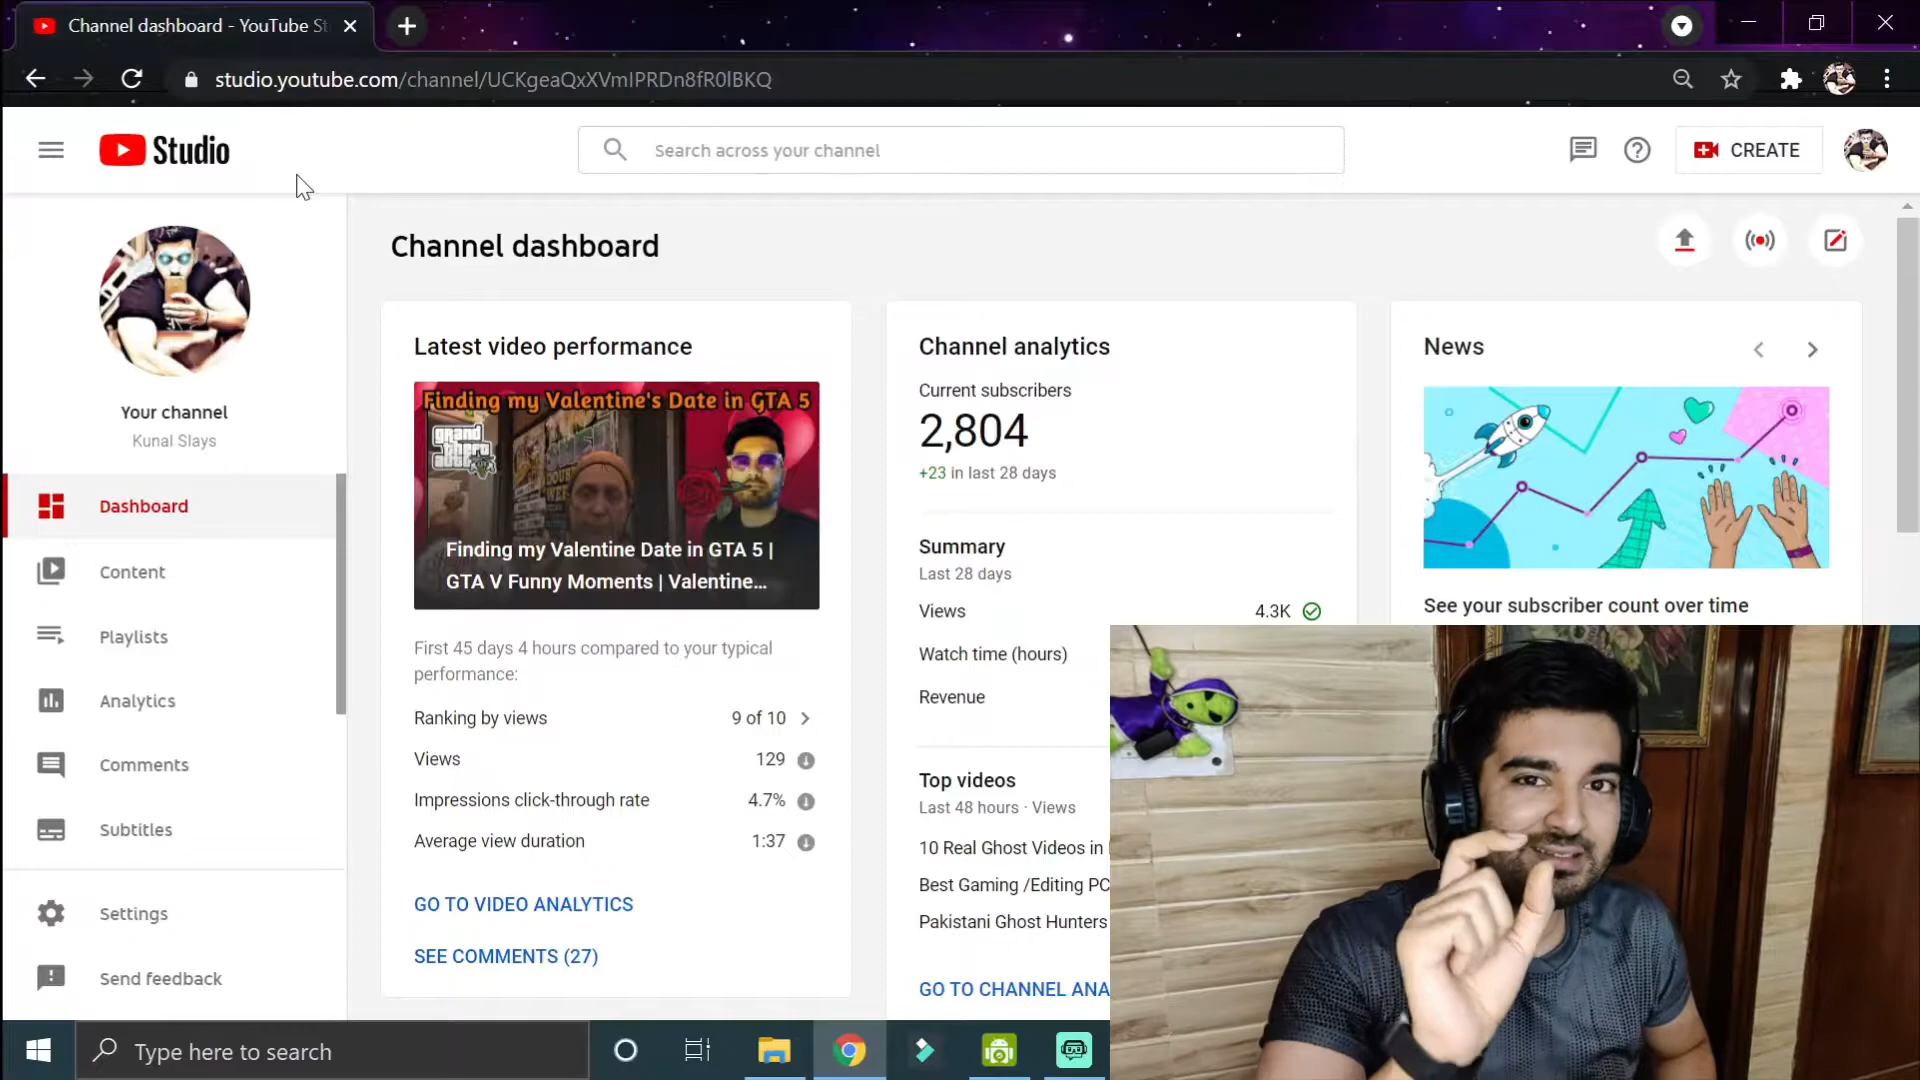 Channel dashboard - YouTube St
studio.youtube.com/channel/UCKgeaQxXVmIPRDn8fR0lBKQ
Studio
Search across your channel
CREATE
Your channel
Kunal Slays
Dashboard
Content
Playlists
Analytics
Comments
Subtitles
Settings
Send feedback
Channel dashboard
Latest video performance
Finding my Valentine's Date in GTA 5
grand
theft
auto
Finding my Valentine Date in GTA 5 |
GTA V Funny Moments | Valentine...
First 45 days 4 hours compared to your typical
performance:
Ranking by views 9 of 10
Views 129
Impressions click-through rate 4.7%
Average view duration 1:37
GO TO VIDEO ANALYTICS
SEE COMMENTS (27)
Channel analytics
Current subscribers
2,804
+23 in last 28 days
Summary
Last 28 days
Views 4.3K
Watch time (hours)
Revenue
Top videos
Last 48 hours · Views
10 Real Ghost Videos in
Best Gaming /Editing PC
Pakistani Ghost Hunters
GO TO CHANNEL ANA
News
See your subscriber count over time
Type here to search